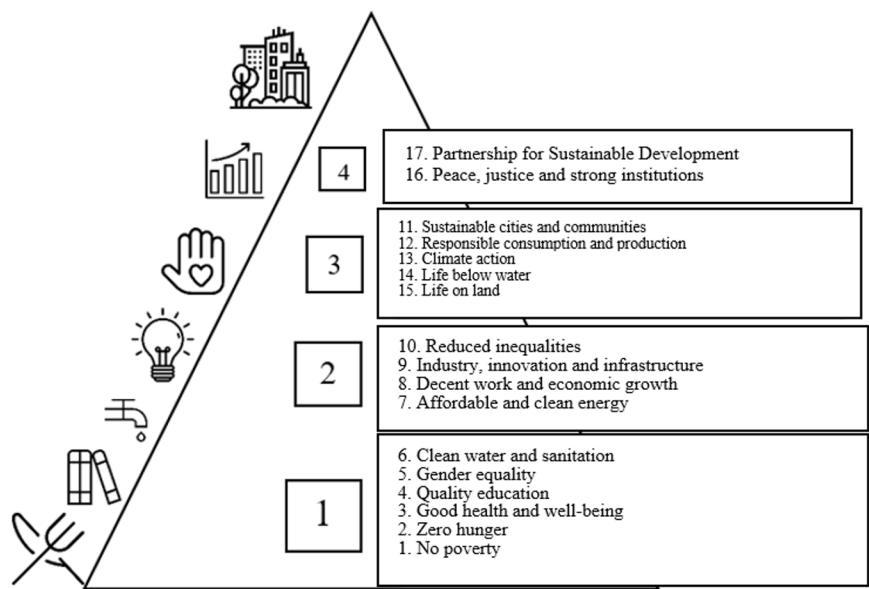 4
17. Partnership for Sustainable Development
16. Peace, justice and strong institutions
3
11. Sustainable cities and communities
12. Responsible consumption and production
13. Climate action
14. Life below water
15. Life on land
2
10. Reduced inequalities
9. Industry, innovation and infrastructure
8. Decent work and economic growth
7. Affordable and clean energy
1
6. Clean water and sanitation
5. Gender equality
4. Quality education
3. Good health and well-being
2. Zero hunger
1. No poverty